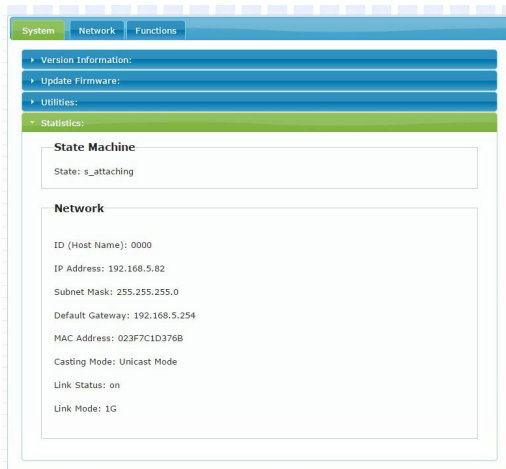 System Network Functions
Version Information:
Update Firmware:
Utilities:
Statistics:
State Machine
State: s_attaching
Network
ID (Host Name): 0000
IP Address: 192.168.5.82
Subnet Mask: 255.255.255.0
Default Gateway: 192.168.5.254
MAC Address: 023F7C1D376B
Casting Mode: Unicast Mode
Link Status: on
Link Mode: 1G